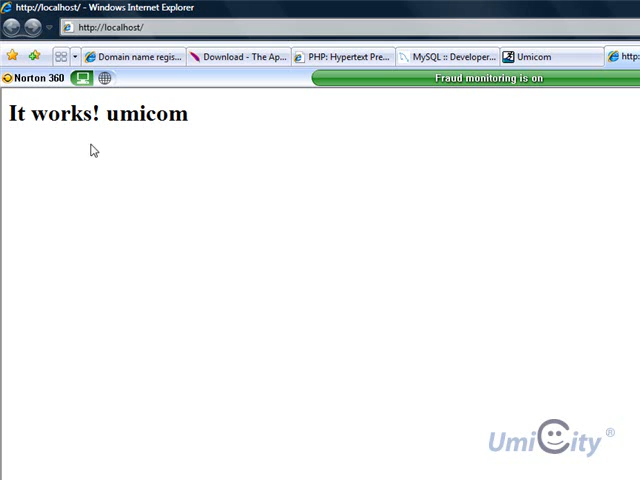 http://localhost/ - Windows Internet Explorer
http://localhost/
Domain name regis... Download - The Ap... PHP: Hypertext Pre... MySQL :: Developer... Umicom http:
Norton 360 Fraud monitoring is on
It works! umicom
UmiCity ®